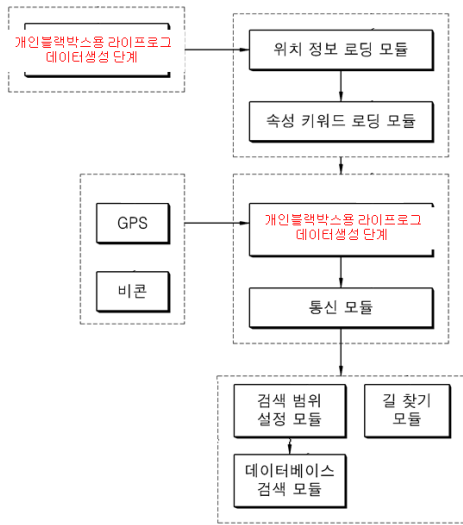 개인블랙박스용 라이프로그
데이터생성 단계
위치 정보 로딩 모듈
속성 키워드 로딩 모듈
GPS
비콘
개인블랙박스용 라이프로그
데이터생성 단계
통신 모듈
검색 범위
설정 모듈
길 찾기
모듈
데이터베이스
검색 모듈